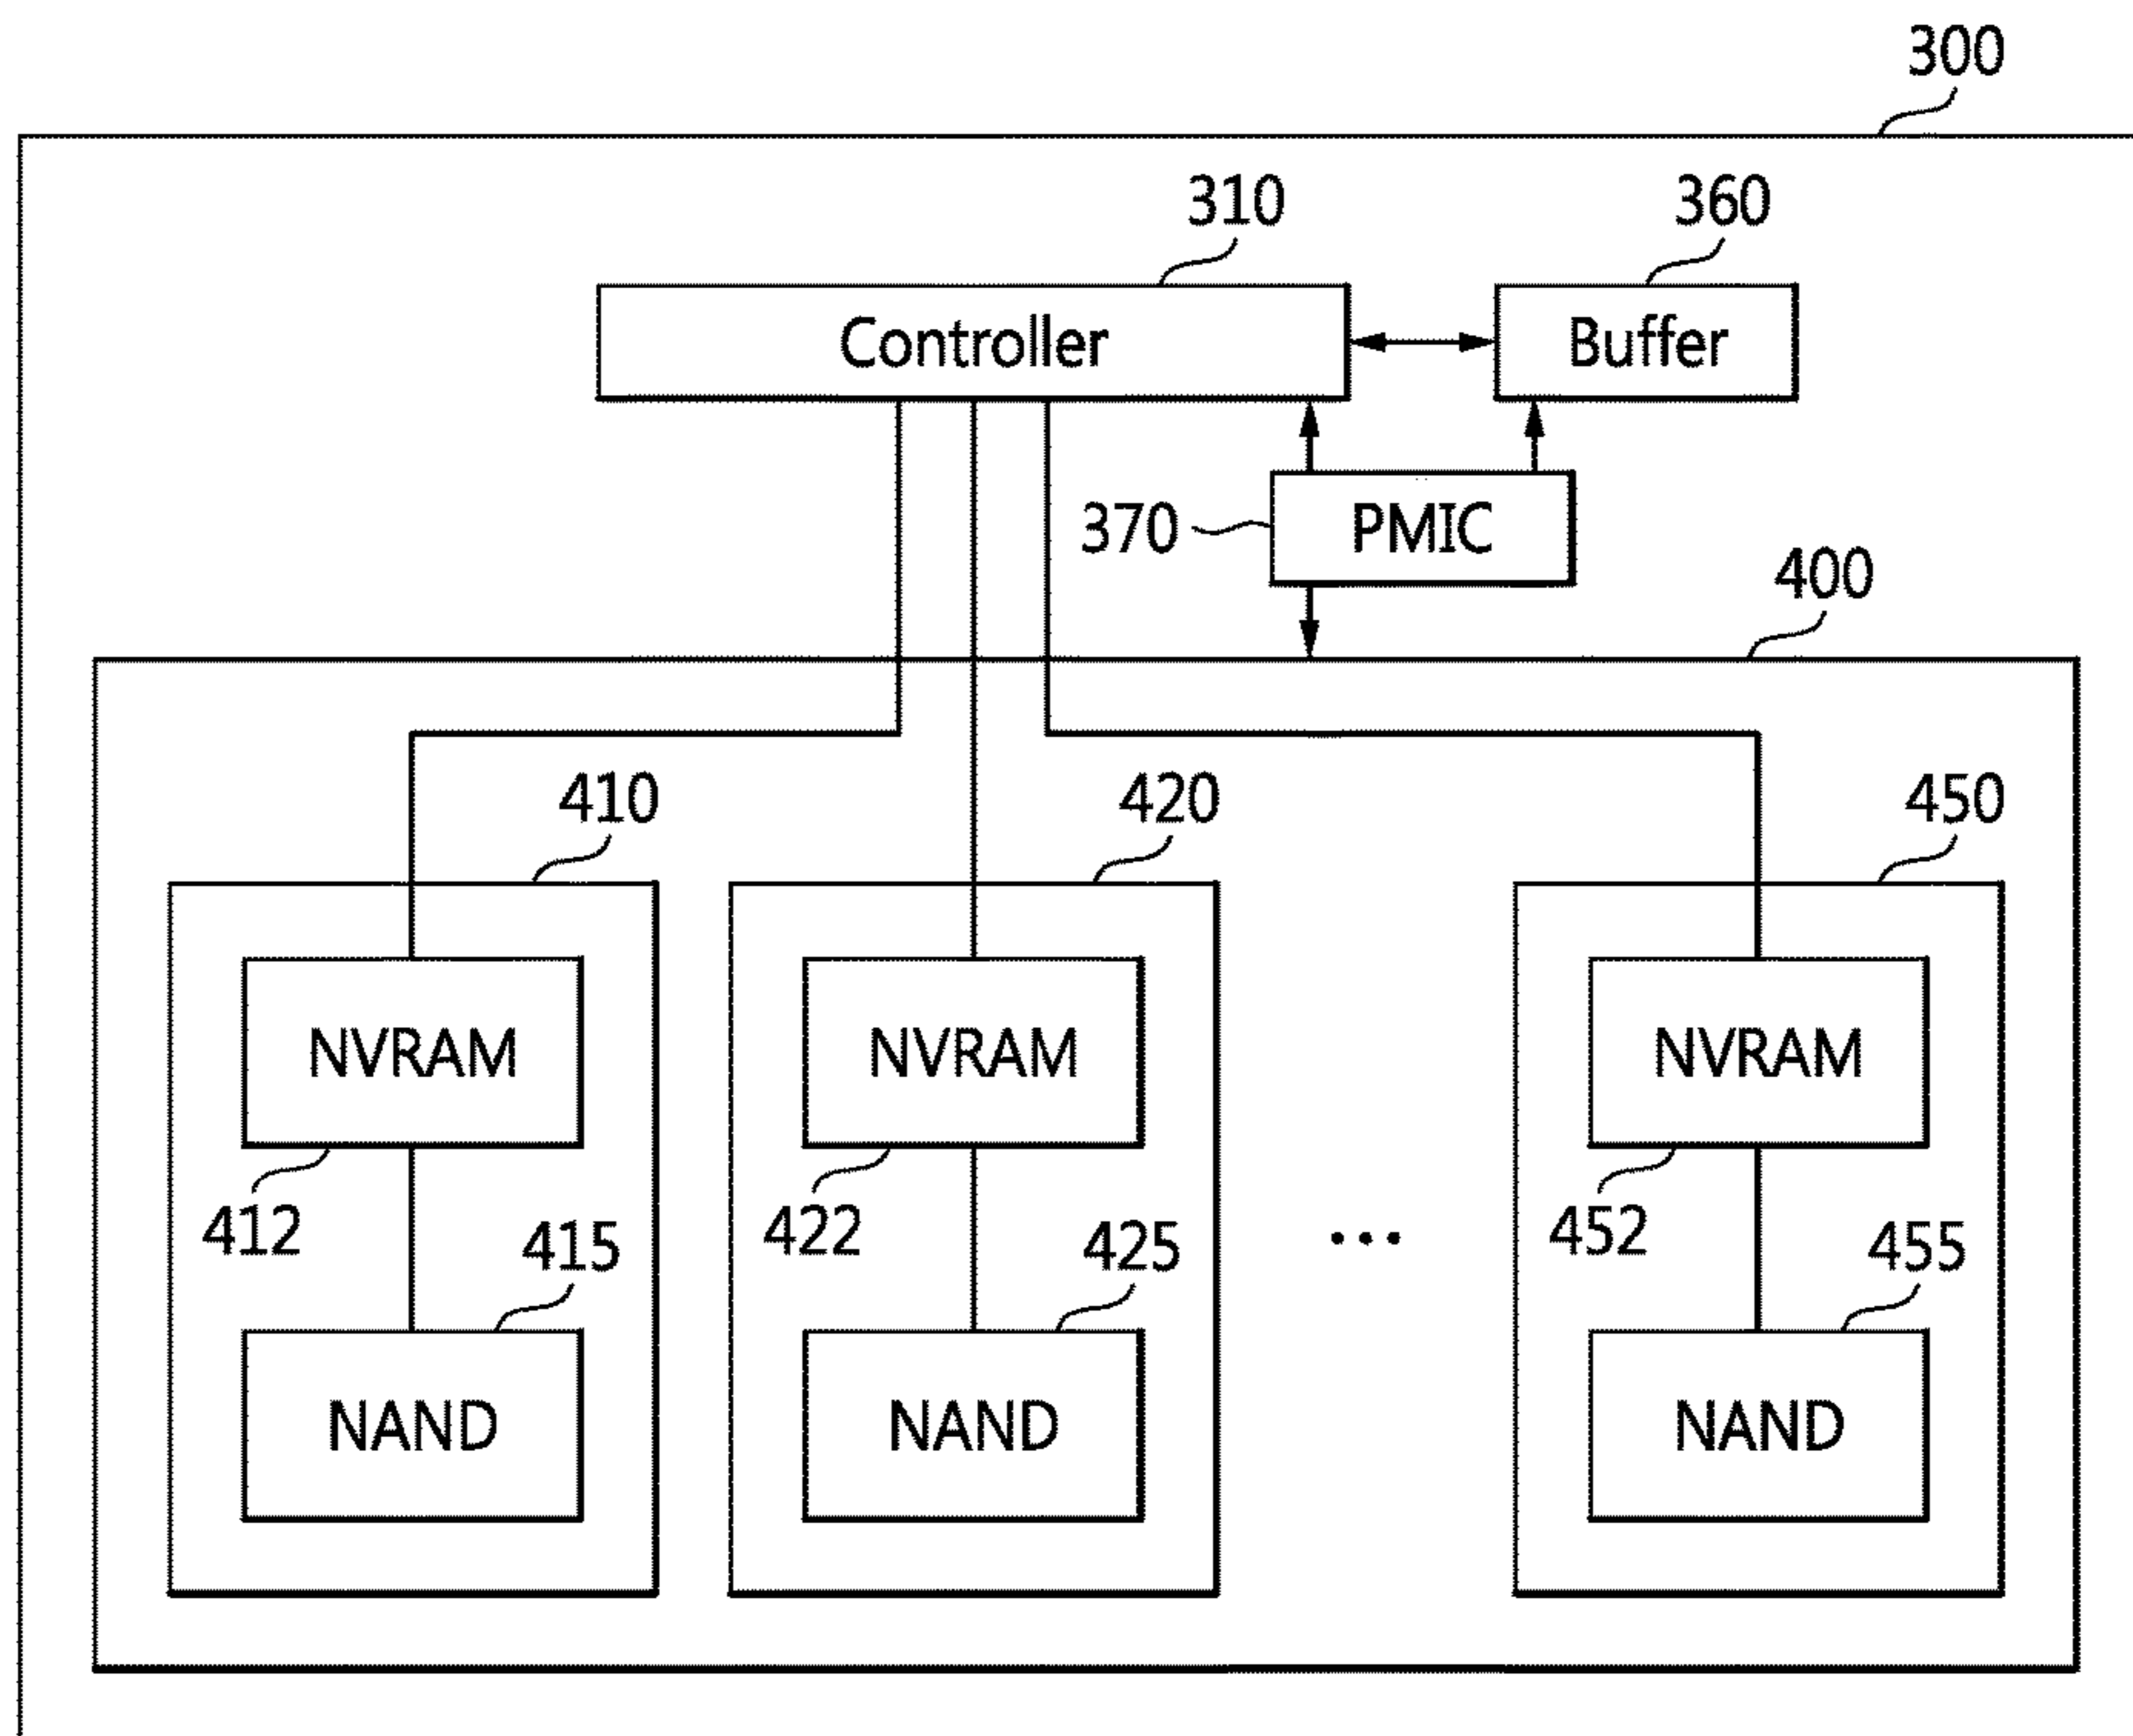 300
310 360
Controller Buffer
370 PMIC
400
410 420 450
NVRAM NVRAM NVRAM
412 422 452
415 425 ... 455
NAND NAND NAND